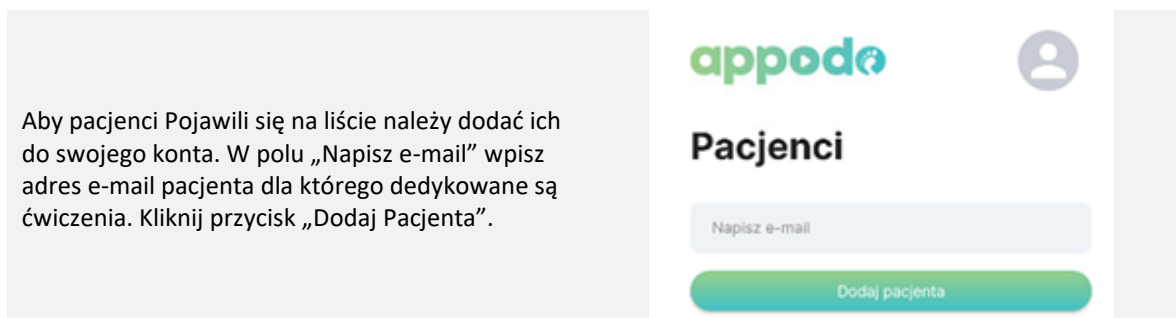 Aby pacjenci Pojawili się na liście należy dodać ich
do swojego konta. W polu „Napisz e-mail” wpisz
adres e-mail pacjenta dla którego dedykowane są
ćwiczenia. Kliknij przycisk „Dodaj Pacjenta”.
appodo
Pacjenci
Napisz e-mail
Dodaj pacjenta